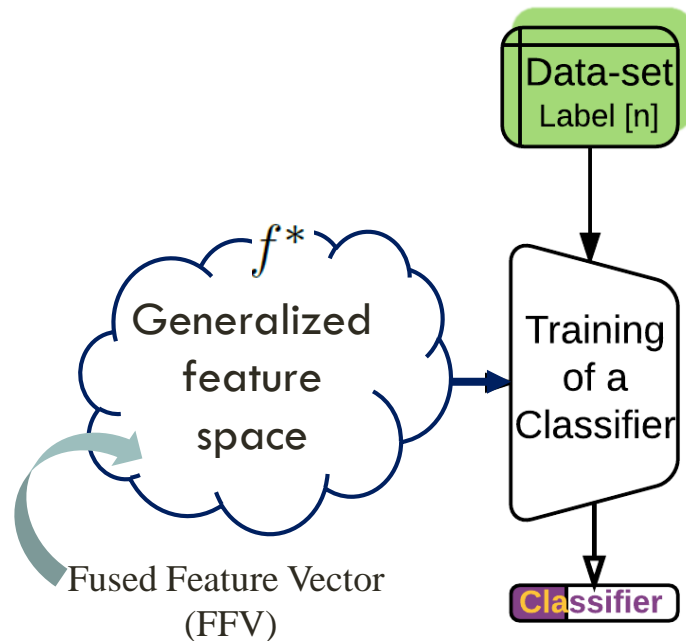 Data-set
Label [n]
f*
Generalized
feature
space
Training
of a
Classifier
Fused Feature Vector
(FFV)
Classifier